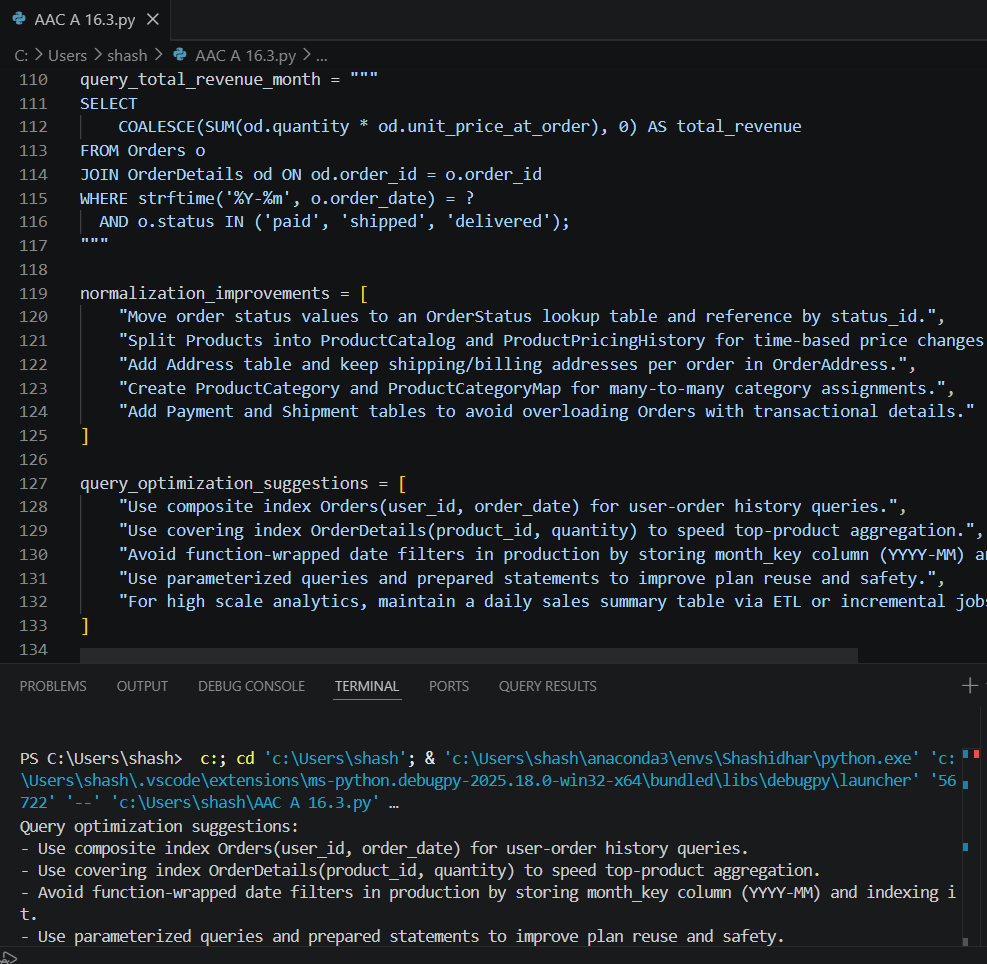 AAC A 16.3.py
C: > Users > shash > AAC A 16.3.py > ...
110 query_total_revenue_month = """
111 SELECT
112     COALESCE(SUM(od.quantity * od.unit_price_at_order), 0) AS total_revenue
113 FROM Orders o
114 JOIN OrderDetails od ON od.order_id = o.order_id
115 WHERE strftime('%Y-%m', o.order_date) = ?
116   AND o.status IN ('paid', 'shipped', 'delivered');
117 """
118
119 normalization_improvements = [
120     "Move order status values to an OrderStatus lookup table and reference by status_id.",
121     "Split Products into ProductCatalog and ProductPricingHistory for time-based price changes
122     "Add Address table and keep shipping/billing addresses per order in OrderAddress.",
123     "Create ProductCategory and ProductCategoryMap for many-to-many category assignments.",
124     "Add Payment and Shipment tables to avoid overloading Orders with transactional details."
125 ]
126
127 query_optimization_suggestions = [
128     "Use composite index Orders(user_id, order_date) for user-order history queries.",
129     "Use covering index OrderDetails(product_id, quantity) to speed top-product aggregation.",
130     "Avoid function-wrapped date filters in production by storing month_key column (YYYY-MM) an
131     "Use parameterized queries and prepared statements to improve plan reuse and safety.",
132     "For high scale analytics, maintain a daily sales summary table via ETL or incremental jobs
133 ]
134
PROBLEMS OUTPUT DEBUG CONSOLE TERMINAL PORTS QUERY RESULTS
PS C:\Users\shash>  c:; cd 'c:\Users\shash'; & 'c:\Users\shash\anaconda3\envs\Shashidhar\python.exe' 'c:
\Users\shash\.vscode\extensions\ms-python.debugpy-2025.18.0-win32-x64\bundled\libs\debugpy\launcher' '56
722' '--' 'c:\Users\shash\AAC A 16.3.py' …
Query optimization suggestions:
- Use composite index Orders(user_id, order_date) for user-order history queries.
- Use covering index OrderDetails(product_id, quantity) to speed top-product aggregation.
- Avoid function-wrapped date filters in production by storing month_key column (YYYY-MM) and indexing i
t.
- Use parameterized queries and prepared statements to improve plan reuse and safety.